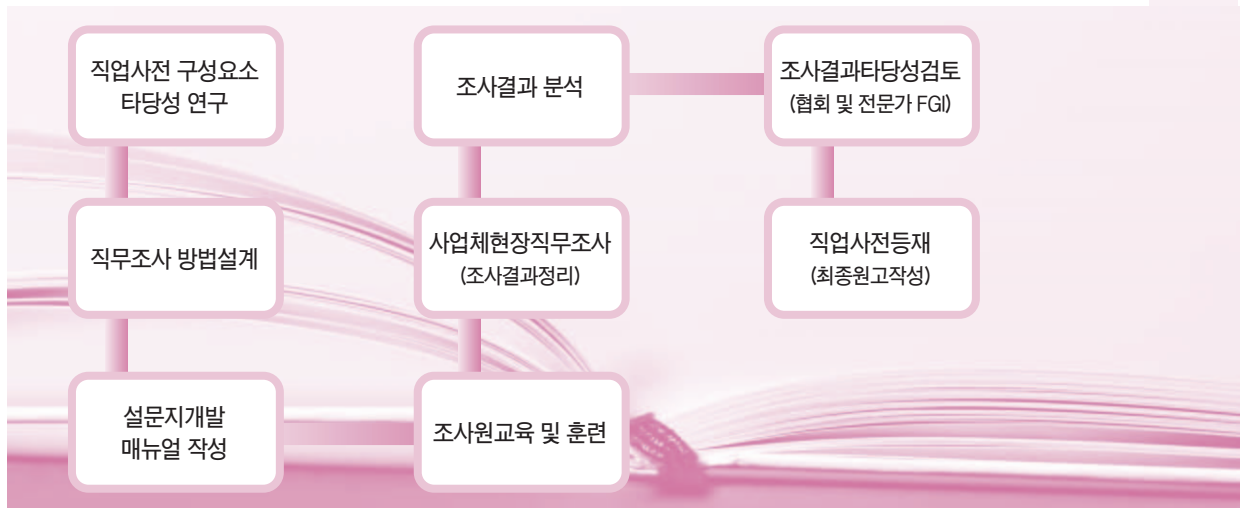 직업사전 구성요소
타당성 연구
직무조사 방법설계
설문지개발
매뉴얼 작성
조사원교육 및 훈련
사업체현장직무조사
(조사결과정리)
조사결과 분석
조사결과타당성검토
(협회 및 전문가 FGI)
직업사전등재
(최종원고작성)